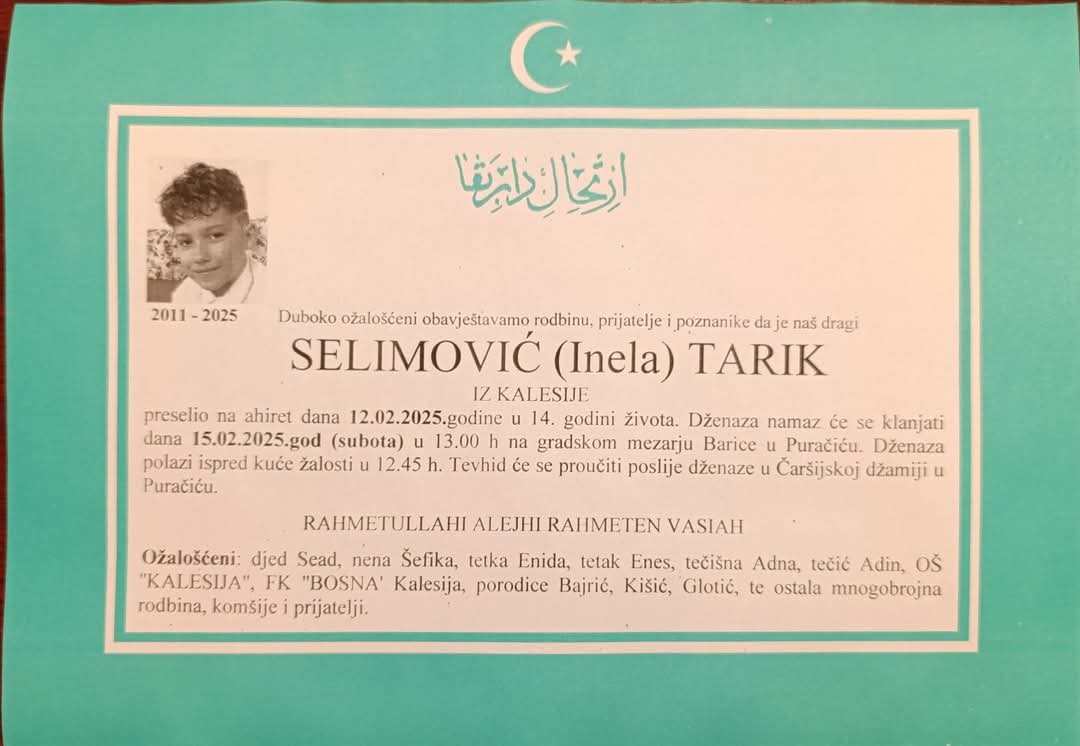 ارتحال دار بقا
2011 - 2025
Duboko ožalošćeni obavještavamo rodbinu, prijatelje i poznanike da je naš dragi
SELIMOVIĆ (Inela) TARIK
IZ KALESIJE
preselio na ahiret dana 12.02.2025.godine u 14. godini života. Dženaza namaz će se klanjati
dana 15.02.2025.god (subota) u 13.00 h na gradskom mezarju Barice u Puračiću. Dženaza
polazi ispred kuće žalosti u 12.45 h. Tevhid će se proučiti poslije dženaze u Čaršijskoj džamiji u
Puračiću.
RAHMETULLAHI ALEJHI RAHMETEN VASIAH
Ožalošćeni: djed Sead, nena Šefika, tetka Enida, tetak Enes, tečišna Adna, tečić Adin, OŠ
"KALESIJA", FK "BOSNA' Kalesija, porodice Bajrić, Kišić, Glotić, te ostala mnogobrojna
rodbina, komšije i prijatelji.